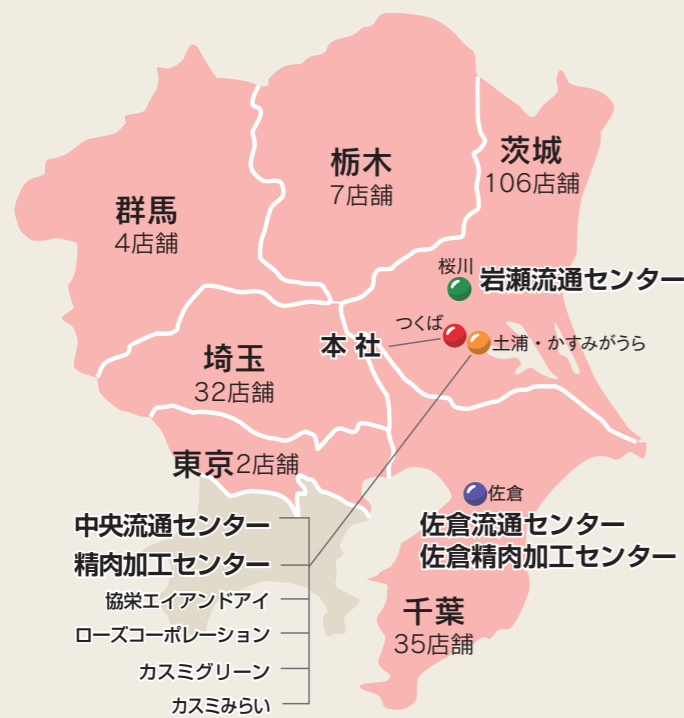 栃木
7店舗
茨城
106店舗
群馬
4店舗
桜川
岩瀬流通センター
つくば
本社
土浦・かすみがうら
埼玉
32店舗
東京2店舗
佐倉
佐倉流通センター
佐倉精肉加工センター
中央流通センター
精肉加工センター
協栄エイアンドアイ
ローズコーポレーション
カスミグリーン
カスミみらい
千葉
35店舗